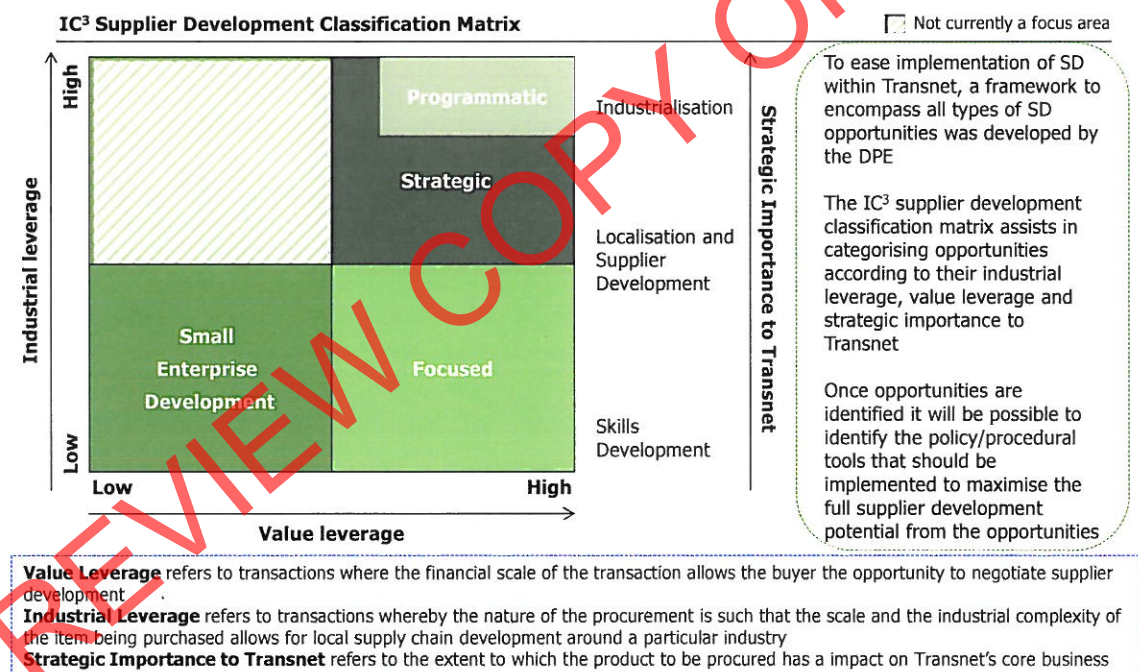 IC³ Supplier Development Classification Matrix
Not currently a focus area
High
Industrial leverage
Low
Programmatic
Strategic
Small
Enterprise
Development
Focused
Low
High
Value leverage
Industrialisation
Localisation and
Supplier
Development
Skills
Development
Strategic Importance to Transnet
To ease implementation of SD
within Transnet, a framework to
encompass all types of SD
opportunities was developed by
the DPE
The IC³ supplier development
classification matrix assists in
categorising opportunities
according to their industrial
leverage, value leverage and
strategic importance to
Transnet
Once opportunities are
identified it will be possible to
identify the policy/procedural
tools that should be
implemented to maximise the
full supplier development
potential from the opportunities
Value Leverage refers to transactions where the financial scale of the transaction allows the buyer the opportunity to negotiate supplier
development
Industrial Leverage refers to transactions whereby the nature of the procurement is such that the scale and the industrial complexity of
the item being purchased allows for local supply chain development around a particular industry
Strategic Importance to Transnet refers to the extent to which the product to be procured has a impact on Transnet's core business
REVIEW COPY